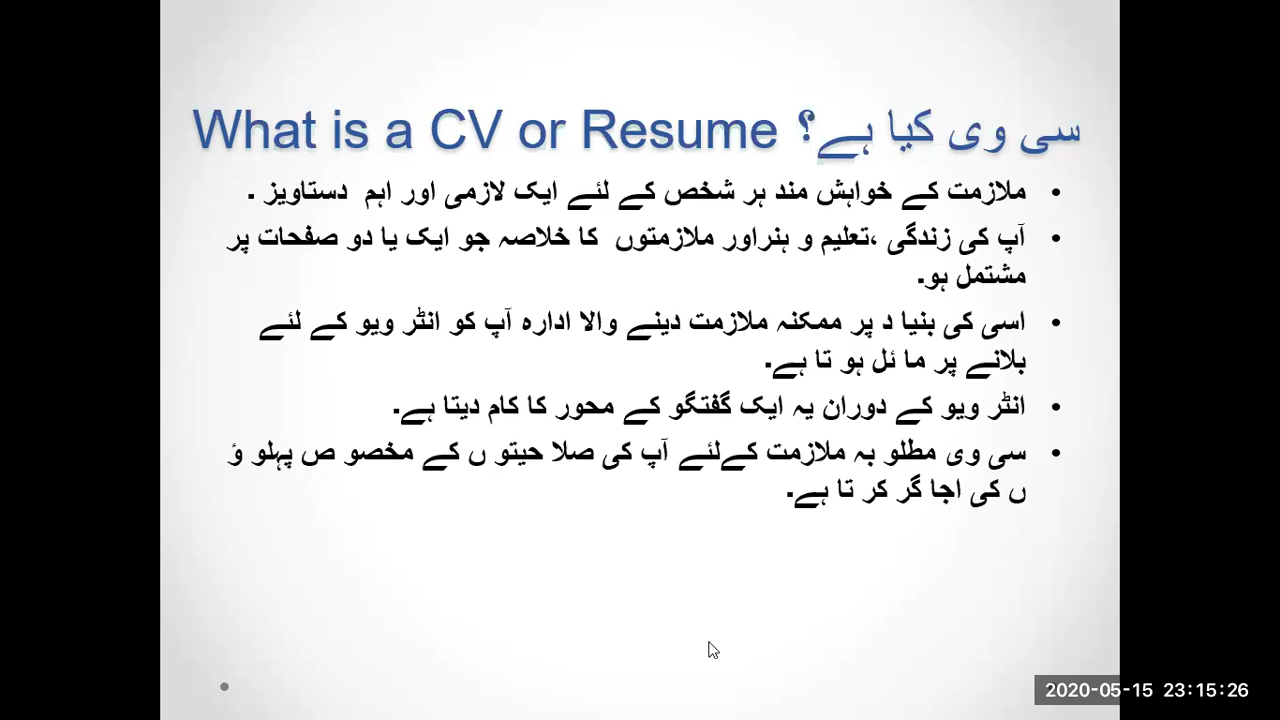 What is a CV or Resume سی وی کیا ہے؟
• ملازمت کے خواہش مند ہر شخص کے لئے ایک لازمی اور اہم دستاویز ۔
• آپ کی زندگی ،تعلیم و ہنراور ملازمتوں کا خلاصہ جو ایک یا دو صفحات پر
مشتمل ہو۔
• اسی کی بنیا د پر ممکنہ ملازمت دینے والا ادارہ آپ کو انٹر ویو کے لئے
بلانے پر ما ئل ہو تا ہے۔
• انٹر ویو کے دوران یہ ایک گفتگو کے محور کا کام دیتا ہے۔
• سی وی مطلو بہ ملازمت کےلئے آپ کی صلا حیتو ں کے مخصو ص پہلو ؤ
ں کی اجا گر کر تا ہے۔
2020-05-15 23:15:26